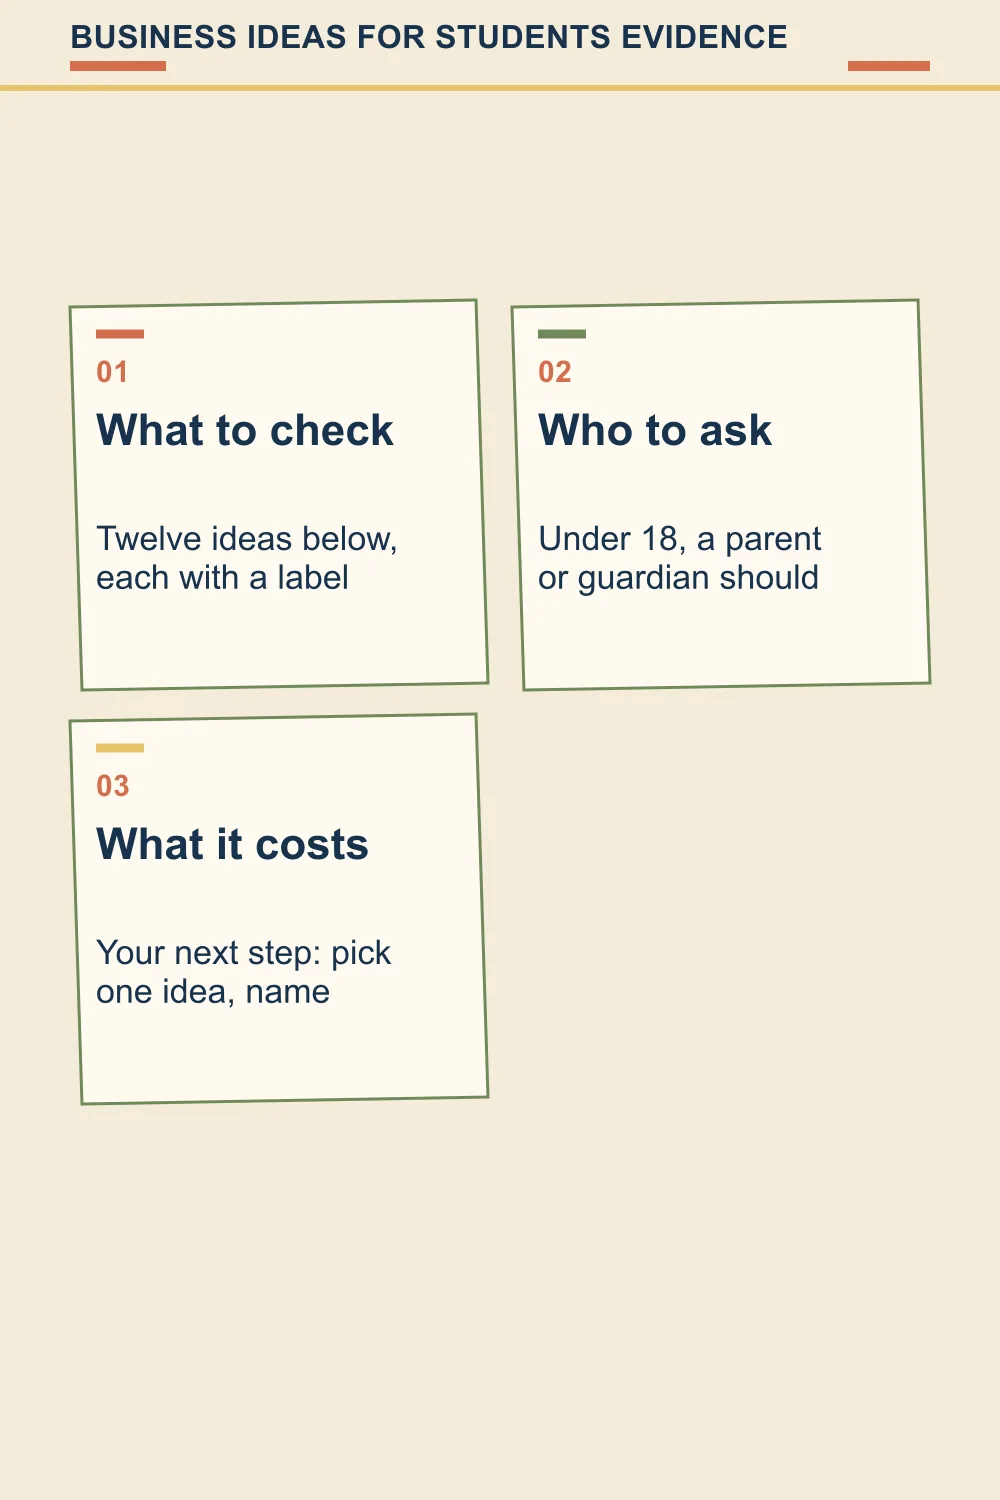 BUSINESS IDEAS FOR STUDENTS EVIDENCE
01
What to check
Twelve ideas below,
each with a label
02
Who to ask
Under 18, a parent
or guardian should
03
What it costs
Your next step: pick
one idea, name